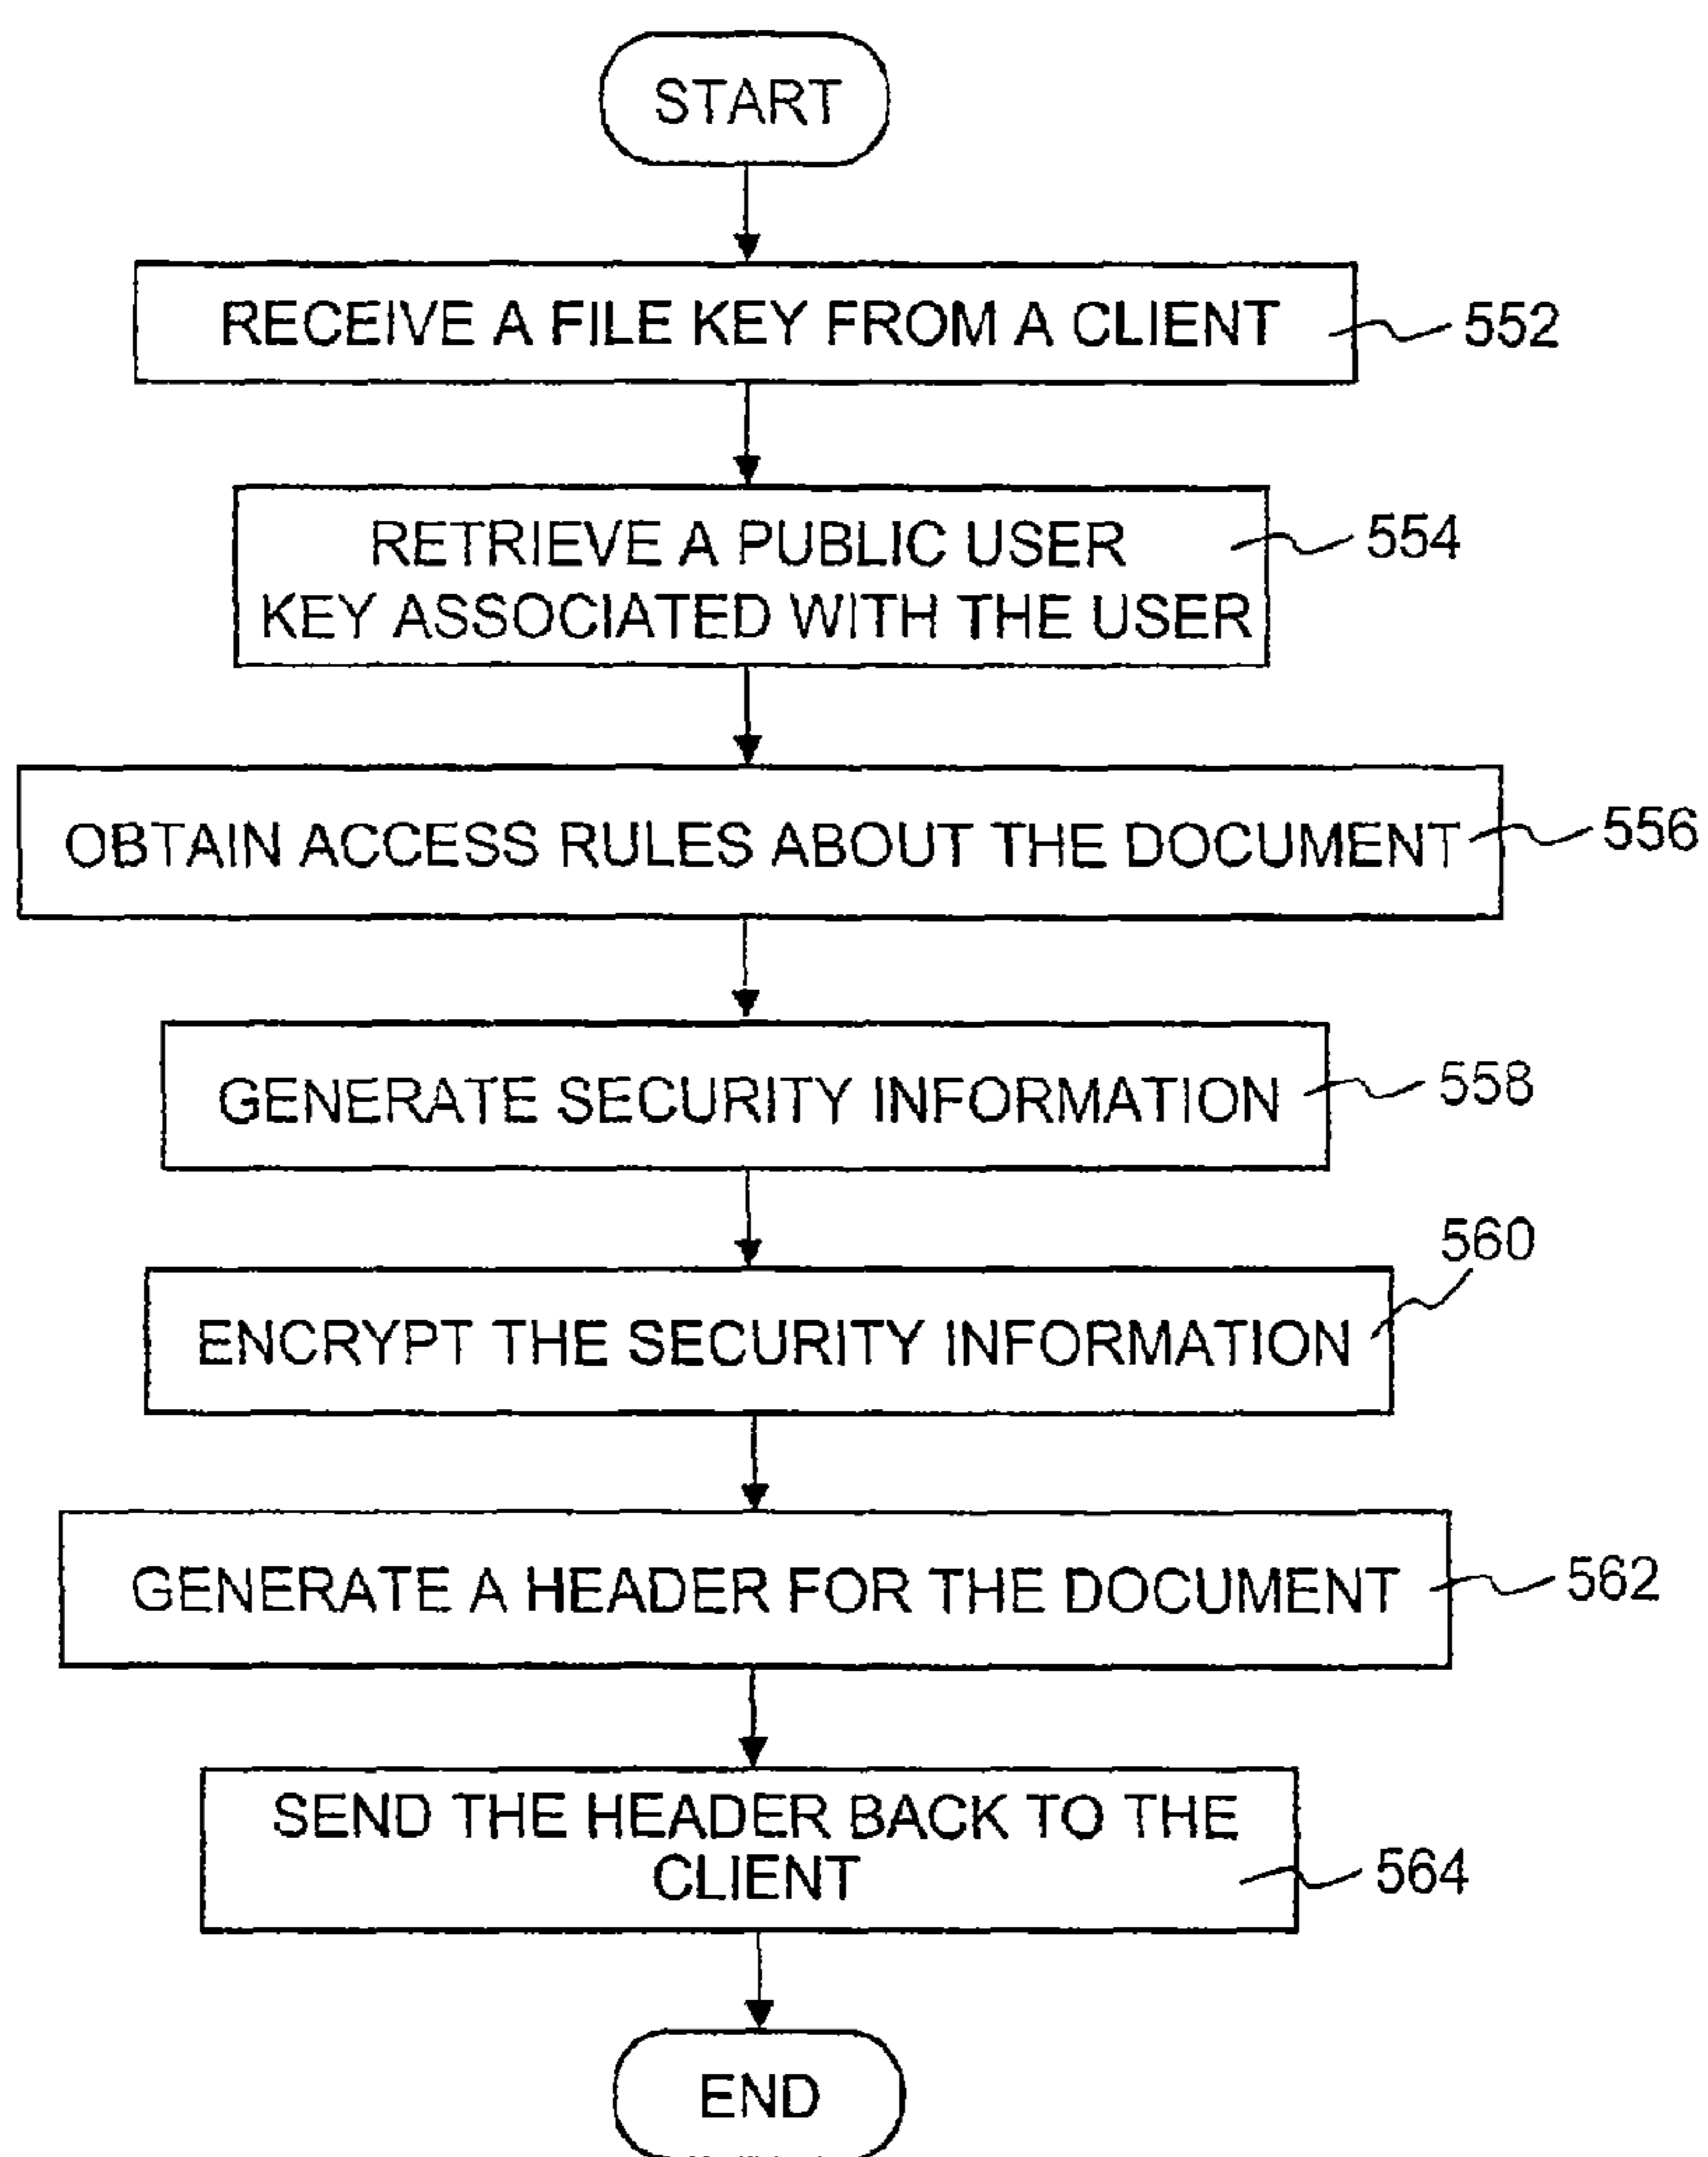 START
RECEIVE A FILE KEY FROM A CLIENT
552
RETRIEVE A PUBLIC USER
KEY ASSOCIATED WITH THE USER
554
OBTAIN ACCESS RULES ABOUT THE DOCUMENT
556
GENERATE SECURITY INFORMATION
558
560
ENCRYPT THE SECURITY INFORMATION
GENERATE A HEADER FOR THE DOCUMENT
562
SEND THE HEADER BACK TO THE
CLIENT
564
END